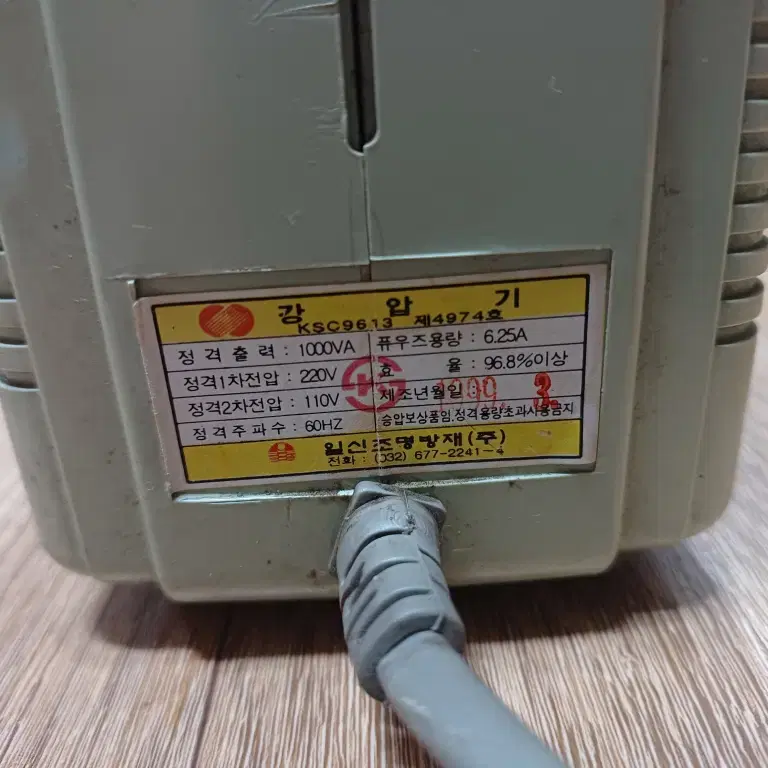 강 압 기
KSC9613 제4974호
정격출력 : 1000VA 퓨우즈용량 : 6.25A
정격1차전압 : 220V 효 율 : 96.8%이상
정격2차전압 : 110V 제조년월일 3
정격주파수 : 60HZ 승압보상품임, 정격용량초과사용금지
일신조명방재(주)
전화 : (032) 677-2241~4